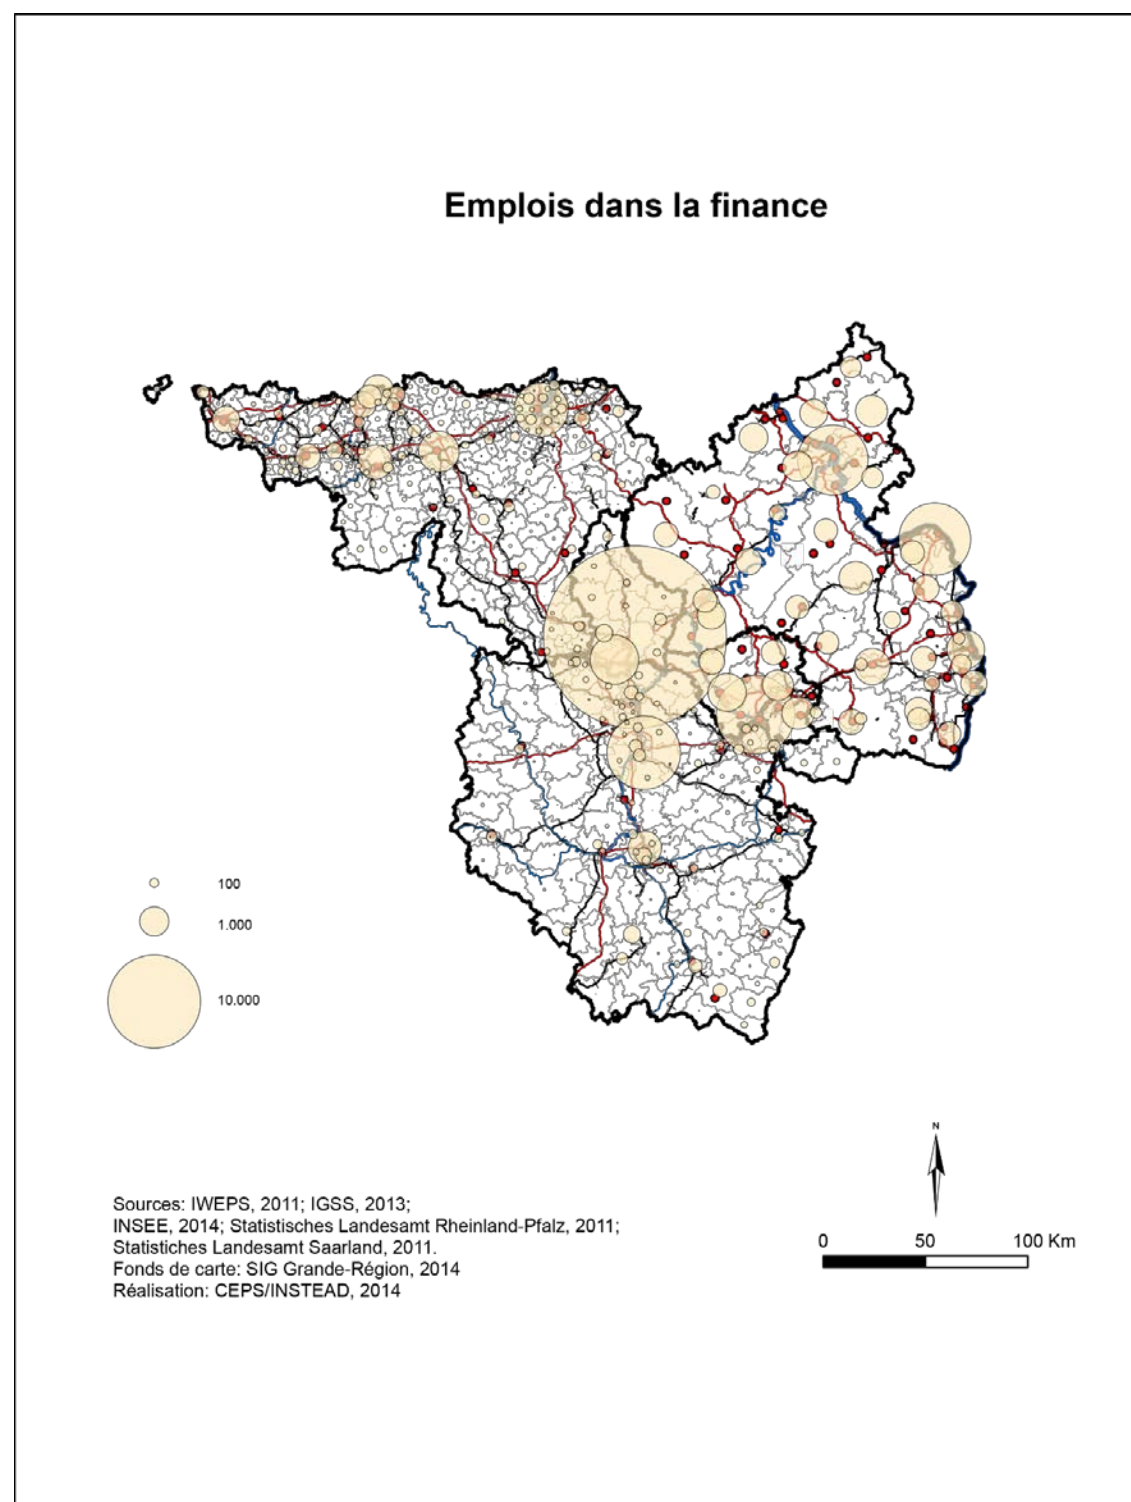 Emplois dans la finance
100
1.000
10.000
N
0 50 100 Km
Sources: IWEPS, 2011; IGSS, 2013;
INSEE, 2014; Statistisches Landesamt Rheinland-Pfalz, 2011;
Statistiches Landesamt Saarland, 2011.
Fonds de carte: SIG Grande-Région, 2014
Réalisation: CEPS/INSTEAD, 2014